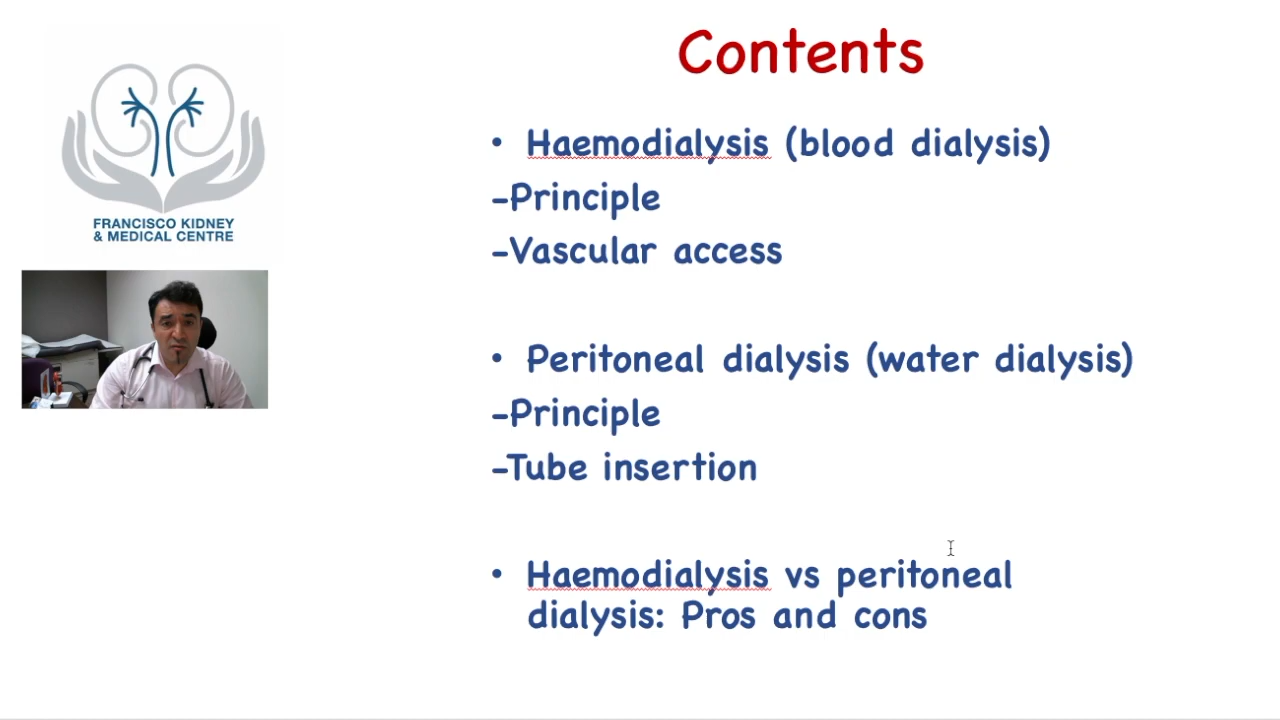 Contents
• Haemodialysis (blood dialysis)
-Principle
-Vascular access
• Peritoneal dialysis (water dialysis)
-Principle
-Tube insertion
• Haemodialysis vs peritoneal
dialysis: Pros and cons
FRANCISCO KIDNEY
& MEDICAL CENTRE